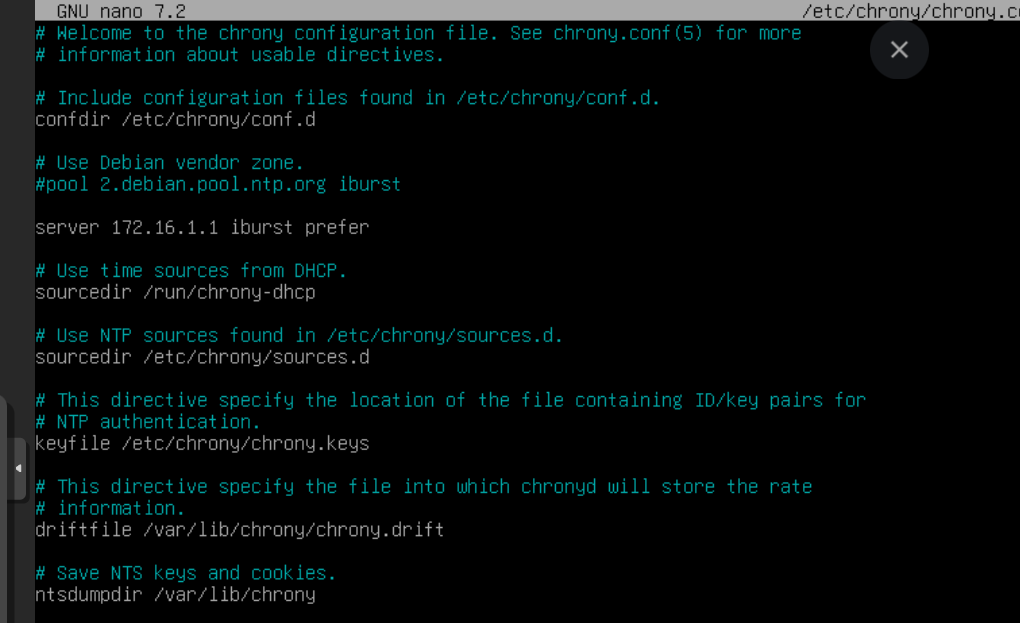 GNU nano 7.2 /etc/chrony/chrony.co
# Welcome to the chrony configuration file. See chrony.conf(5) for more
# information about usable directives.
# Include configuration files found in /etc/chrony/conf.d.
confdir /etc/chrony/conf.d
# Use Debian vendor zone.
#pool 2.debian.pool.ntp.org iburst
server 172.16.1.1 iburst prefer
# Use time sources from DHCP.
sourcedir /run/chrony-dhcp
# Use NTP sources found in /etc/chrony/sources.d.
sourcedir /etc/chrony/sources.d
# This directive specify the location of the file containing ID/key pairs for
# NTP authentication.
keyfile /etc/chrony/chrony.keys
# This directive specify the file into which chronyd will store the rate
# information.
driftfile /var/lib/chrony/chrony.drift
# Save NTS keys and cookies.
ntsdumpdir /var/lib/chrony